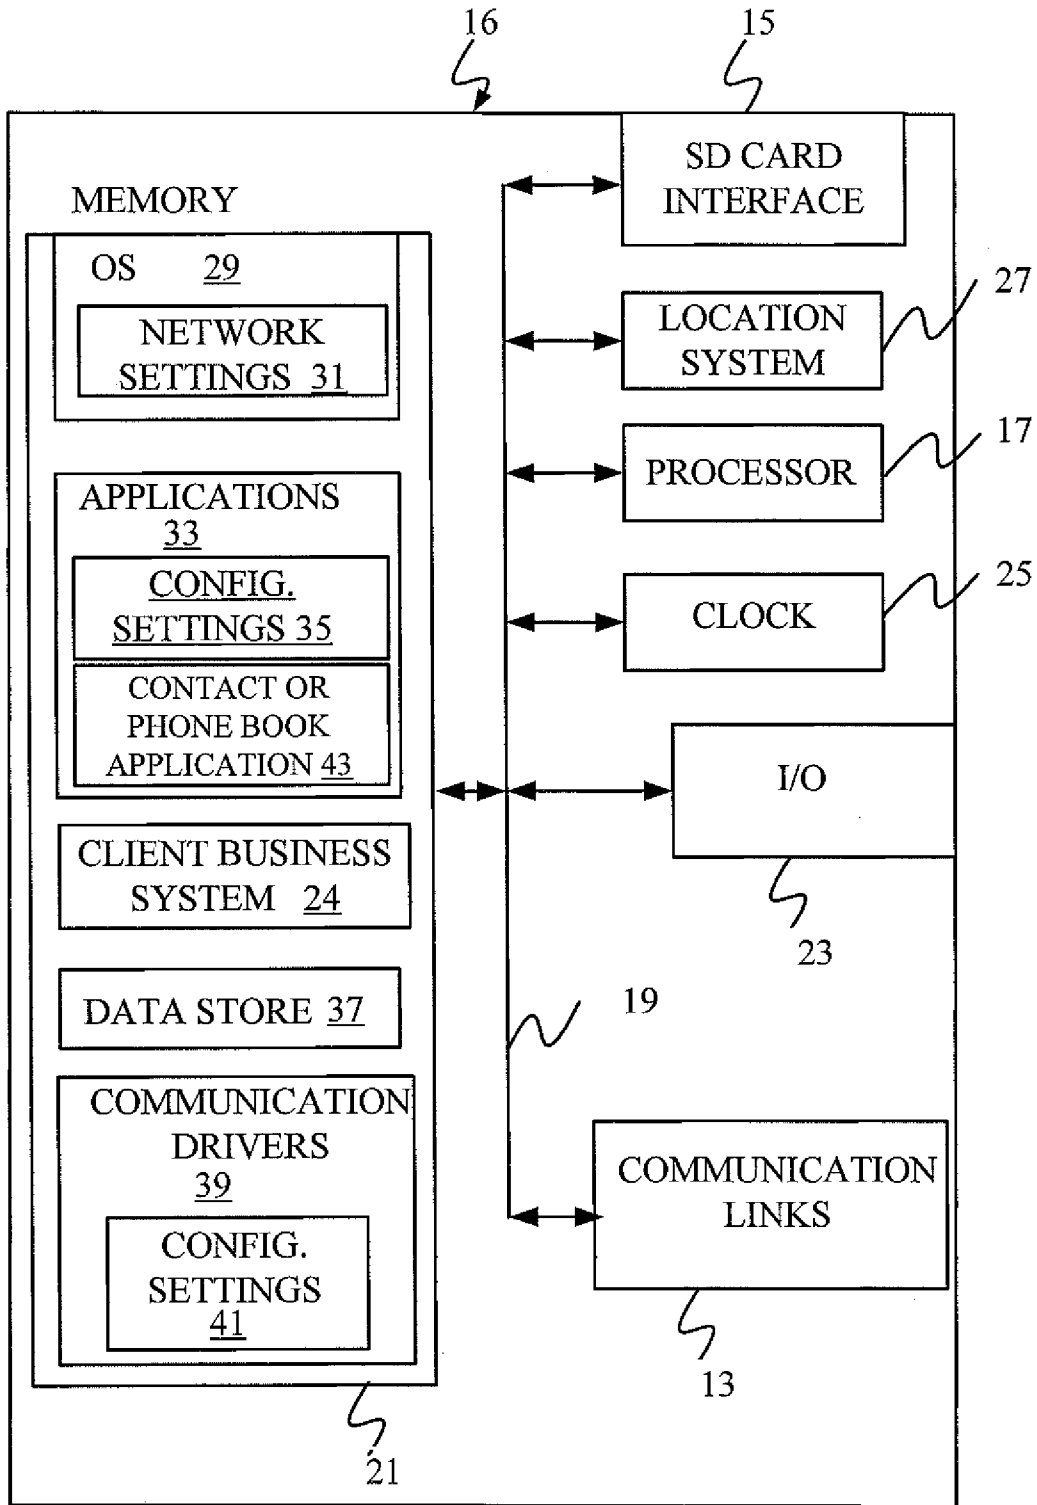 16
15
SD CARD
INTERFACE
MEMORY
OS 29
NETWORK
SETTINGS 31
27
LOCATION
SYSTEM
17
PROCESSOR
APPLICATIONS
33
CONFIG.
SETTINGS 35
25
CLOCK
CONTACT OR
PHONE BOOK
APPLICATION 43
I/O
CLIENT BUSINESS
SYSTEM 24
23
DATA STORE 37
19
COMMUNICATION
DRIVERS
39
CONFIG.
SETTINGS
41
COMMUNICATION
LINKS
13
21